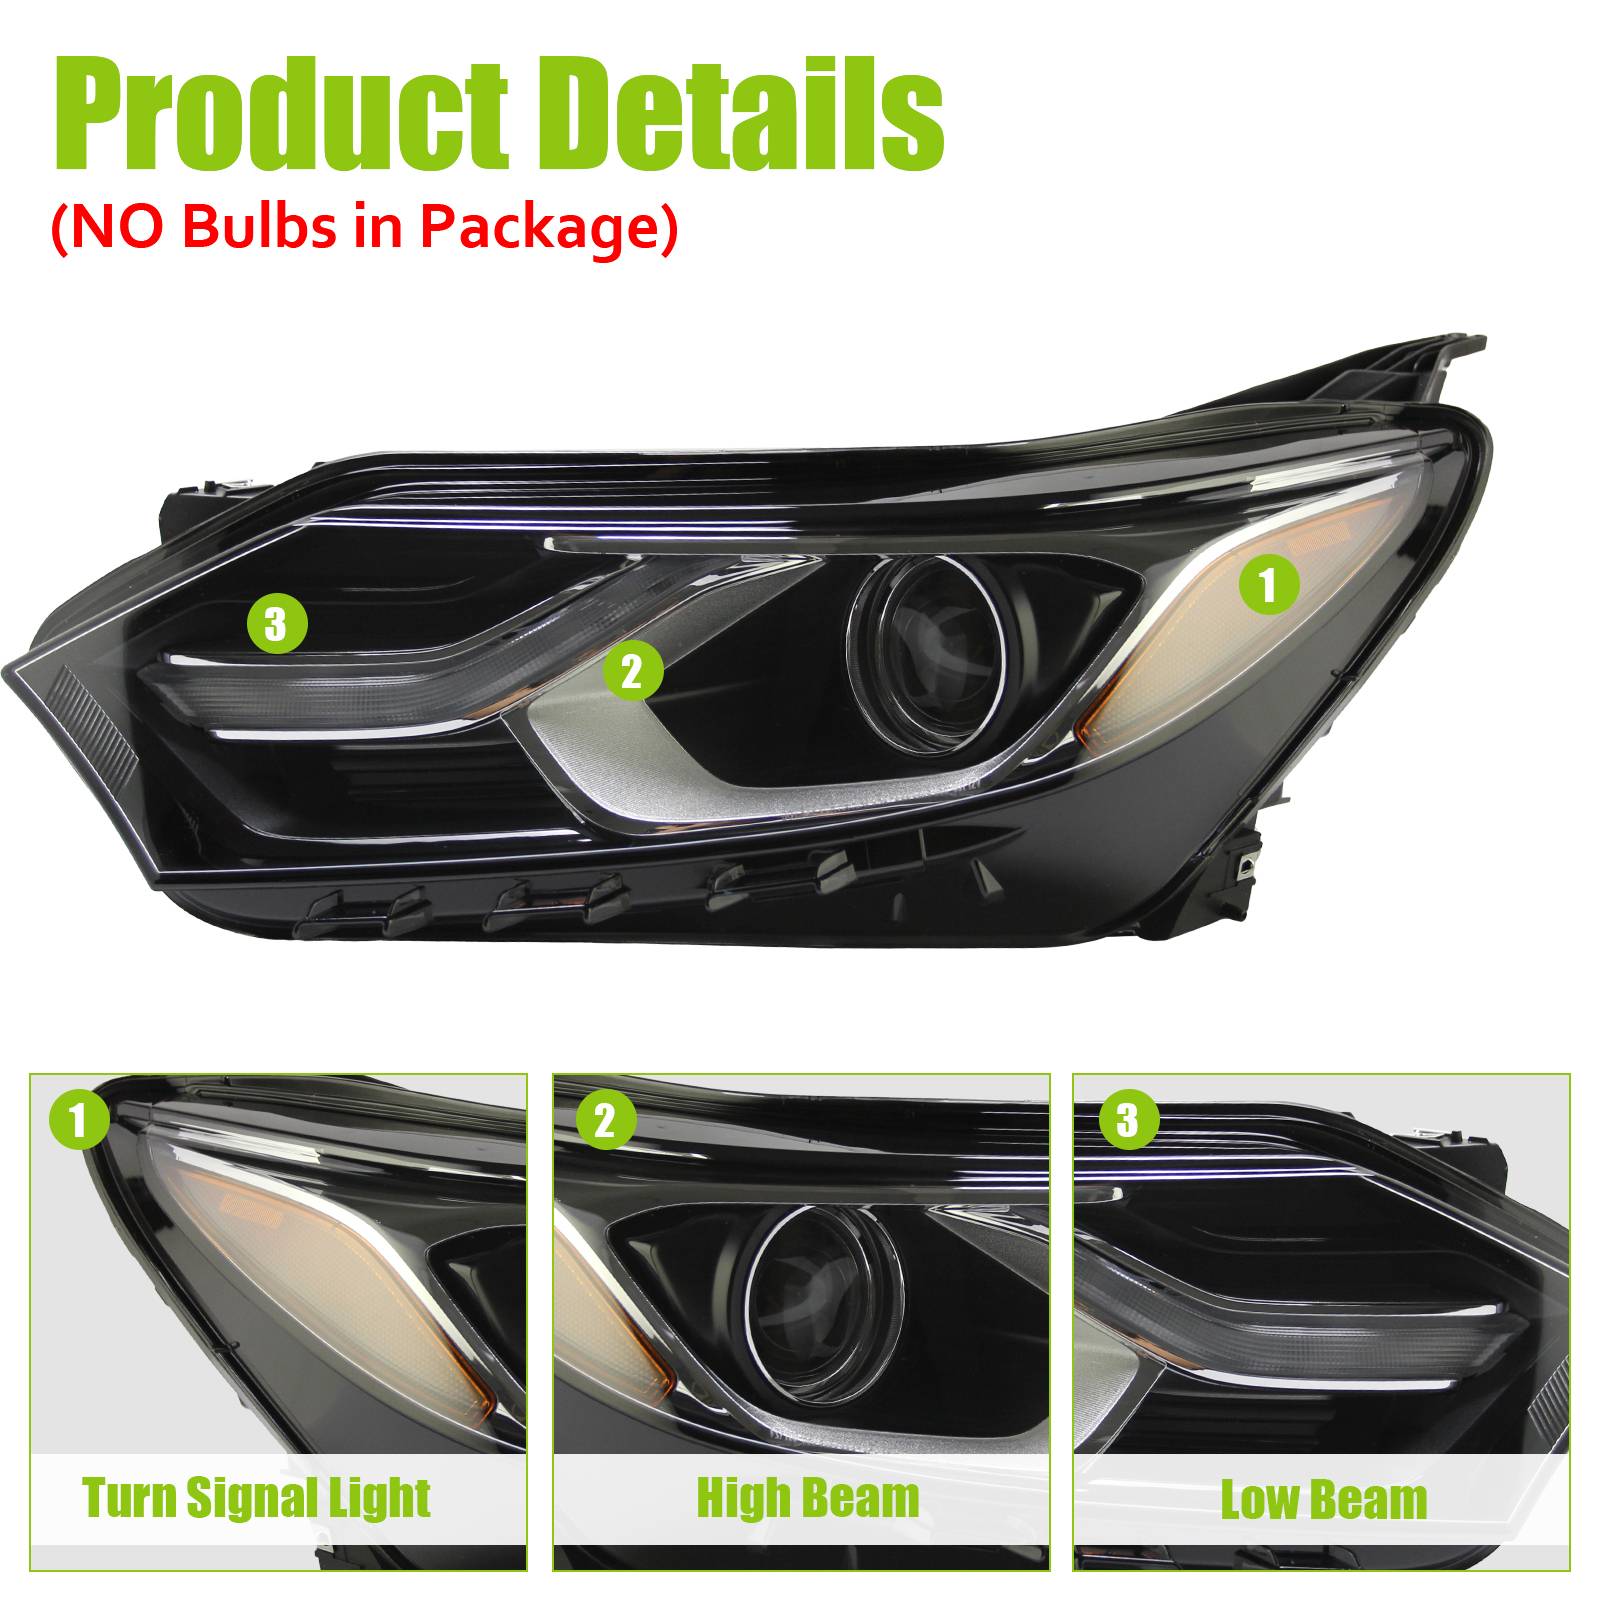 Product Details
(NO Bulbs in Package)
3
2
1
1
2
3
Turn Signal Light
High Beam
Low Beam